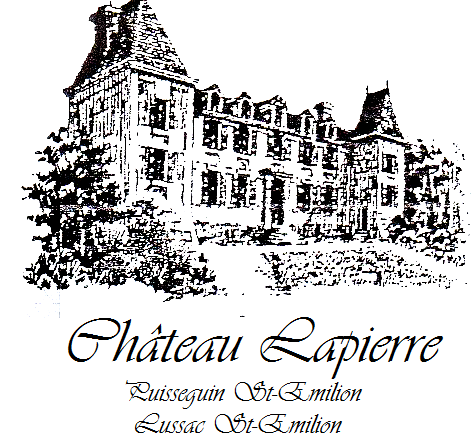 Château Lapierre
Puisseguin St-Emilion
Lussac St-Emilion